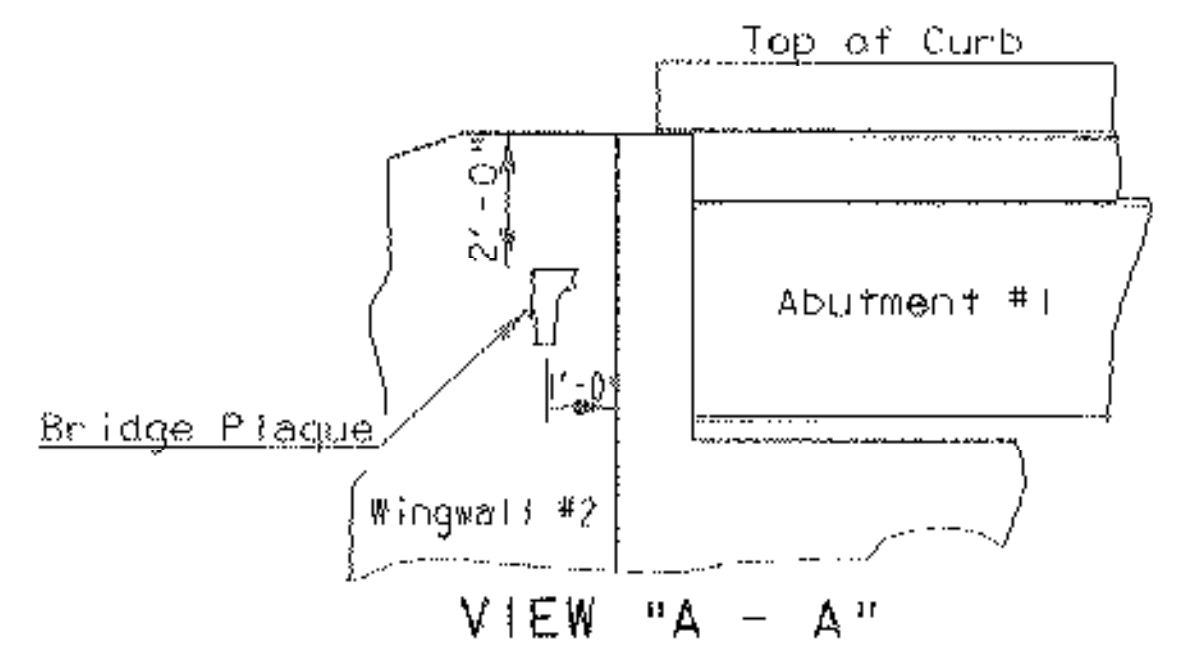 Top of Curb
2'-0"
Abutment #1
1'-0"
Bridge Plaque
Wingwall #2
VIEW "A - A"